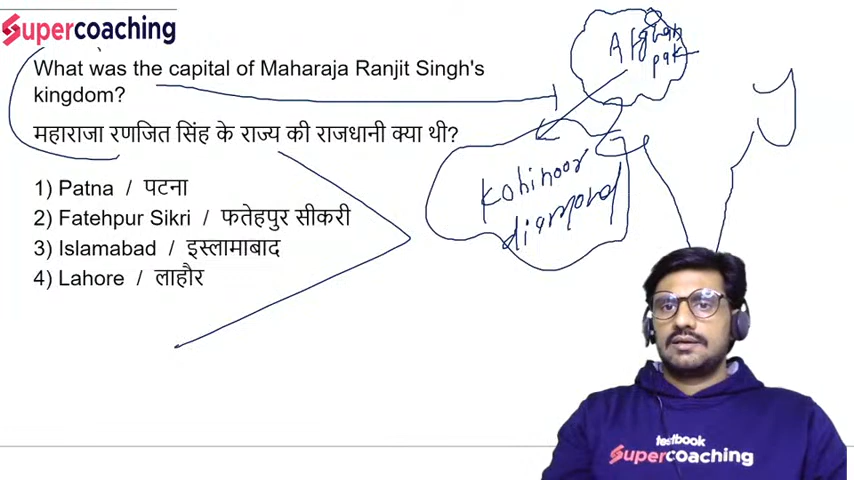 Supercoaching
What was the capital of Maharaja Ranjit Singh's
kingdom?
महाराजा रणजित सिंह के राज्य की राजधानी क्या थी?
1) Patna / पटना
2) Fatehpur Sikri / फतेहपुर सीकरी
3) Islamabad / इस्लामाबाद
4) Lahore / लाहौर
Afghan
pak
Kohinoor
diamond
testbook
Supercoaching